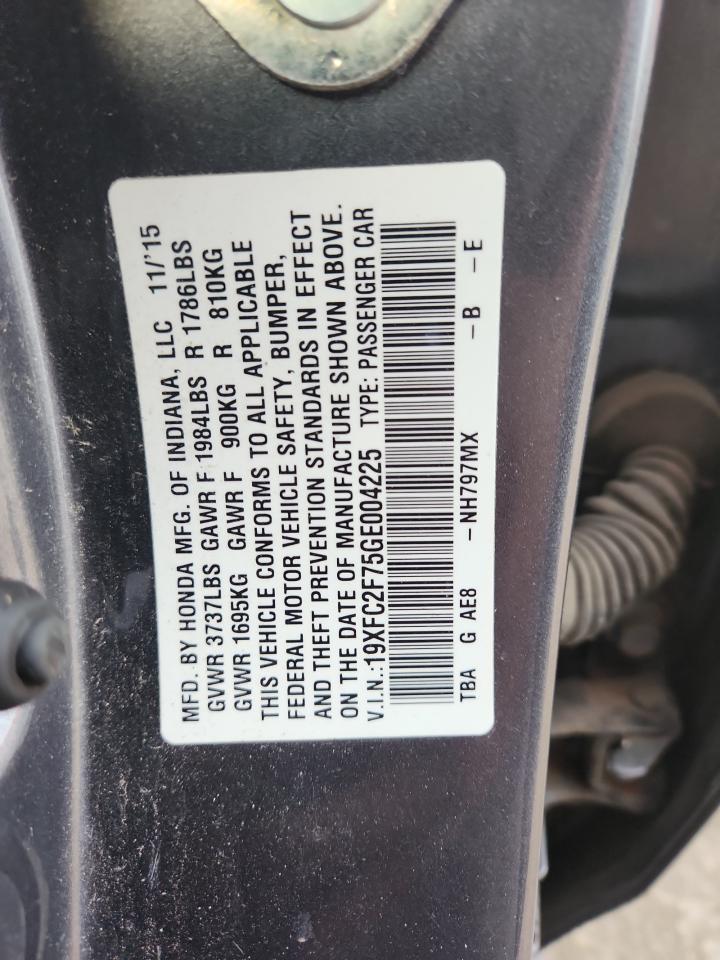 MFD. BY HONDA MFG. OF INDIANA, LLC 11/'15
GVWR 3737LBS GAWR F 1984LBS R 1786LBS
GVWR 1695KG GAWR F 900KG R 810KG
THIS VEHICLE CONFORMS TO ALL APPLICABLE
FEDERAL MOTOR VEHICLE SAFETY, BUMPER,
AND THEFT PREVENTION STANDARDS IN EFFECT
ON THE DATE OF MANUFACTURE SHOWN ABOVE.
V.I.N.:19XFC2F75GE004225 TYPE: PASSENGER CAR
TBA G AE8 -NH797MX -B -E